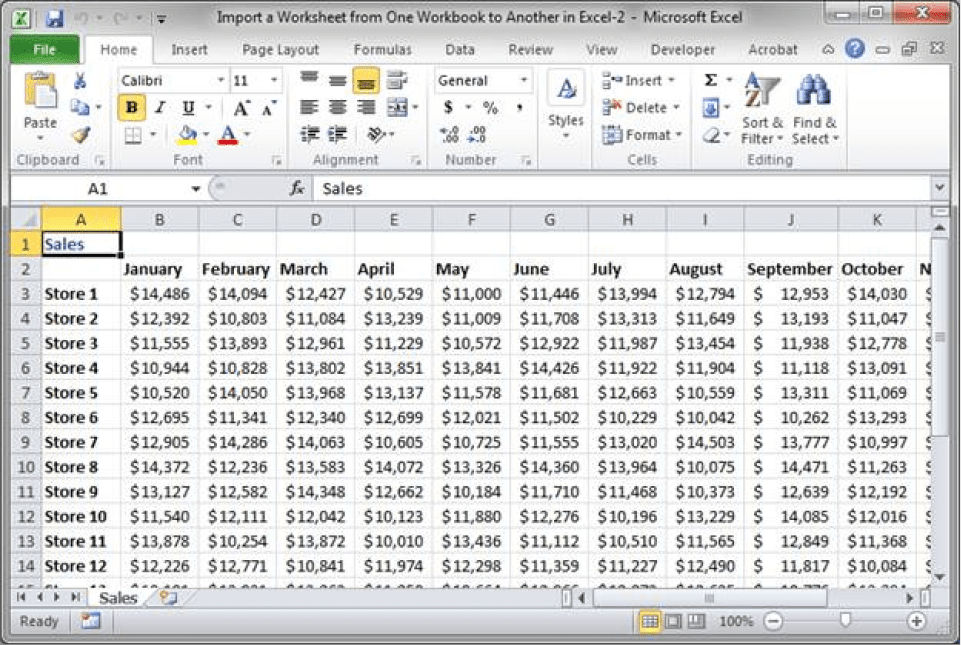 Import a Worksheet from One Workbook to Another in Excel-2 - Microsoft Excel
File Home Insert Page Layout Formulas Data Review View Developer Acrobat
Calibri 11 General Insert Σ
Paste B I U A A $ % , Styles Delete Sort & Filter Find & Select
A Format
Clipboard Font Alignment Number Cells Editing
A1 fx Sales
A B C D E F G H I J K
1 Sales
2 January February March April May June July August September October N
3 Store 1 $14,486 $14,094 $12,427 $10,529 $11,000 $11,446 $13,994 $12,794 $ 12,953 $14,030
4 Store 2 $12,392 $10,803 $11,084 $13,239 $11,009 $11,708 $13,313 $11,649 $ 13,193 $11,047
5 Store 3 $11,555 $13,893 $12,961 $11,229 $10,572 $12,922 $11,987 $13,454 $ 11,938 $12,778
6 Store 4 $10,944 $10,828 $13,802 $13,851 $13,841 $14,426 $11,922 $11,904 $ 11,118 $13,091
7 Store 5 $10,520 $14,050 $13,968 $13,137 $11,578 $11,681 $12,663 $10,559 $ 13,311 $11,069
8 Store 6 $12,695 $11,341 $12,340 $12,699 $12,021 $11,502 $10,229 $10,042 $ 10,262 $13,293
9 Store 7 $12,905 $14,286 $14,063 $10,605 $10,725 $11,555 $13,020 $14,503 $ 13,777 $10,997
10 Store 8 $14,372 $12,236 $13,583 $14,072 $13,326 $14,360 $13,964 $10,075 $ 14,471 $11,263
11 Store 9 $13,127 $12,582 $14,348 $12,662 $10,184 $11,710 $11,468 $10,373 $ 12,639 $12,192
12 Store 10 $11,540 $12,111 $12,042 $10,123 $11,880 $12,276 $10,196 $13,229 $ 14,085 $12,016
13 Store 11 $13,878 $10,254 $13,872 $10,010 $13,436 $11,112 $10,510 $11,565 $ 12,849 $11,368
14 Store 12 $12,226 $12,771 $10,841 $11,974 $12,298 $11,359 $11,227 $12,490 $ 11,817 $10,084
Sales
Ready 100%